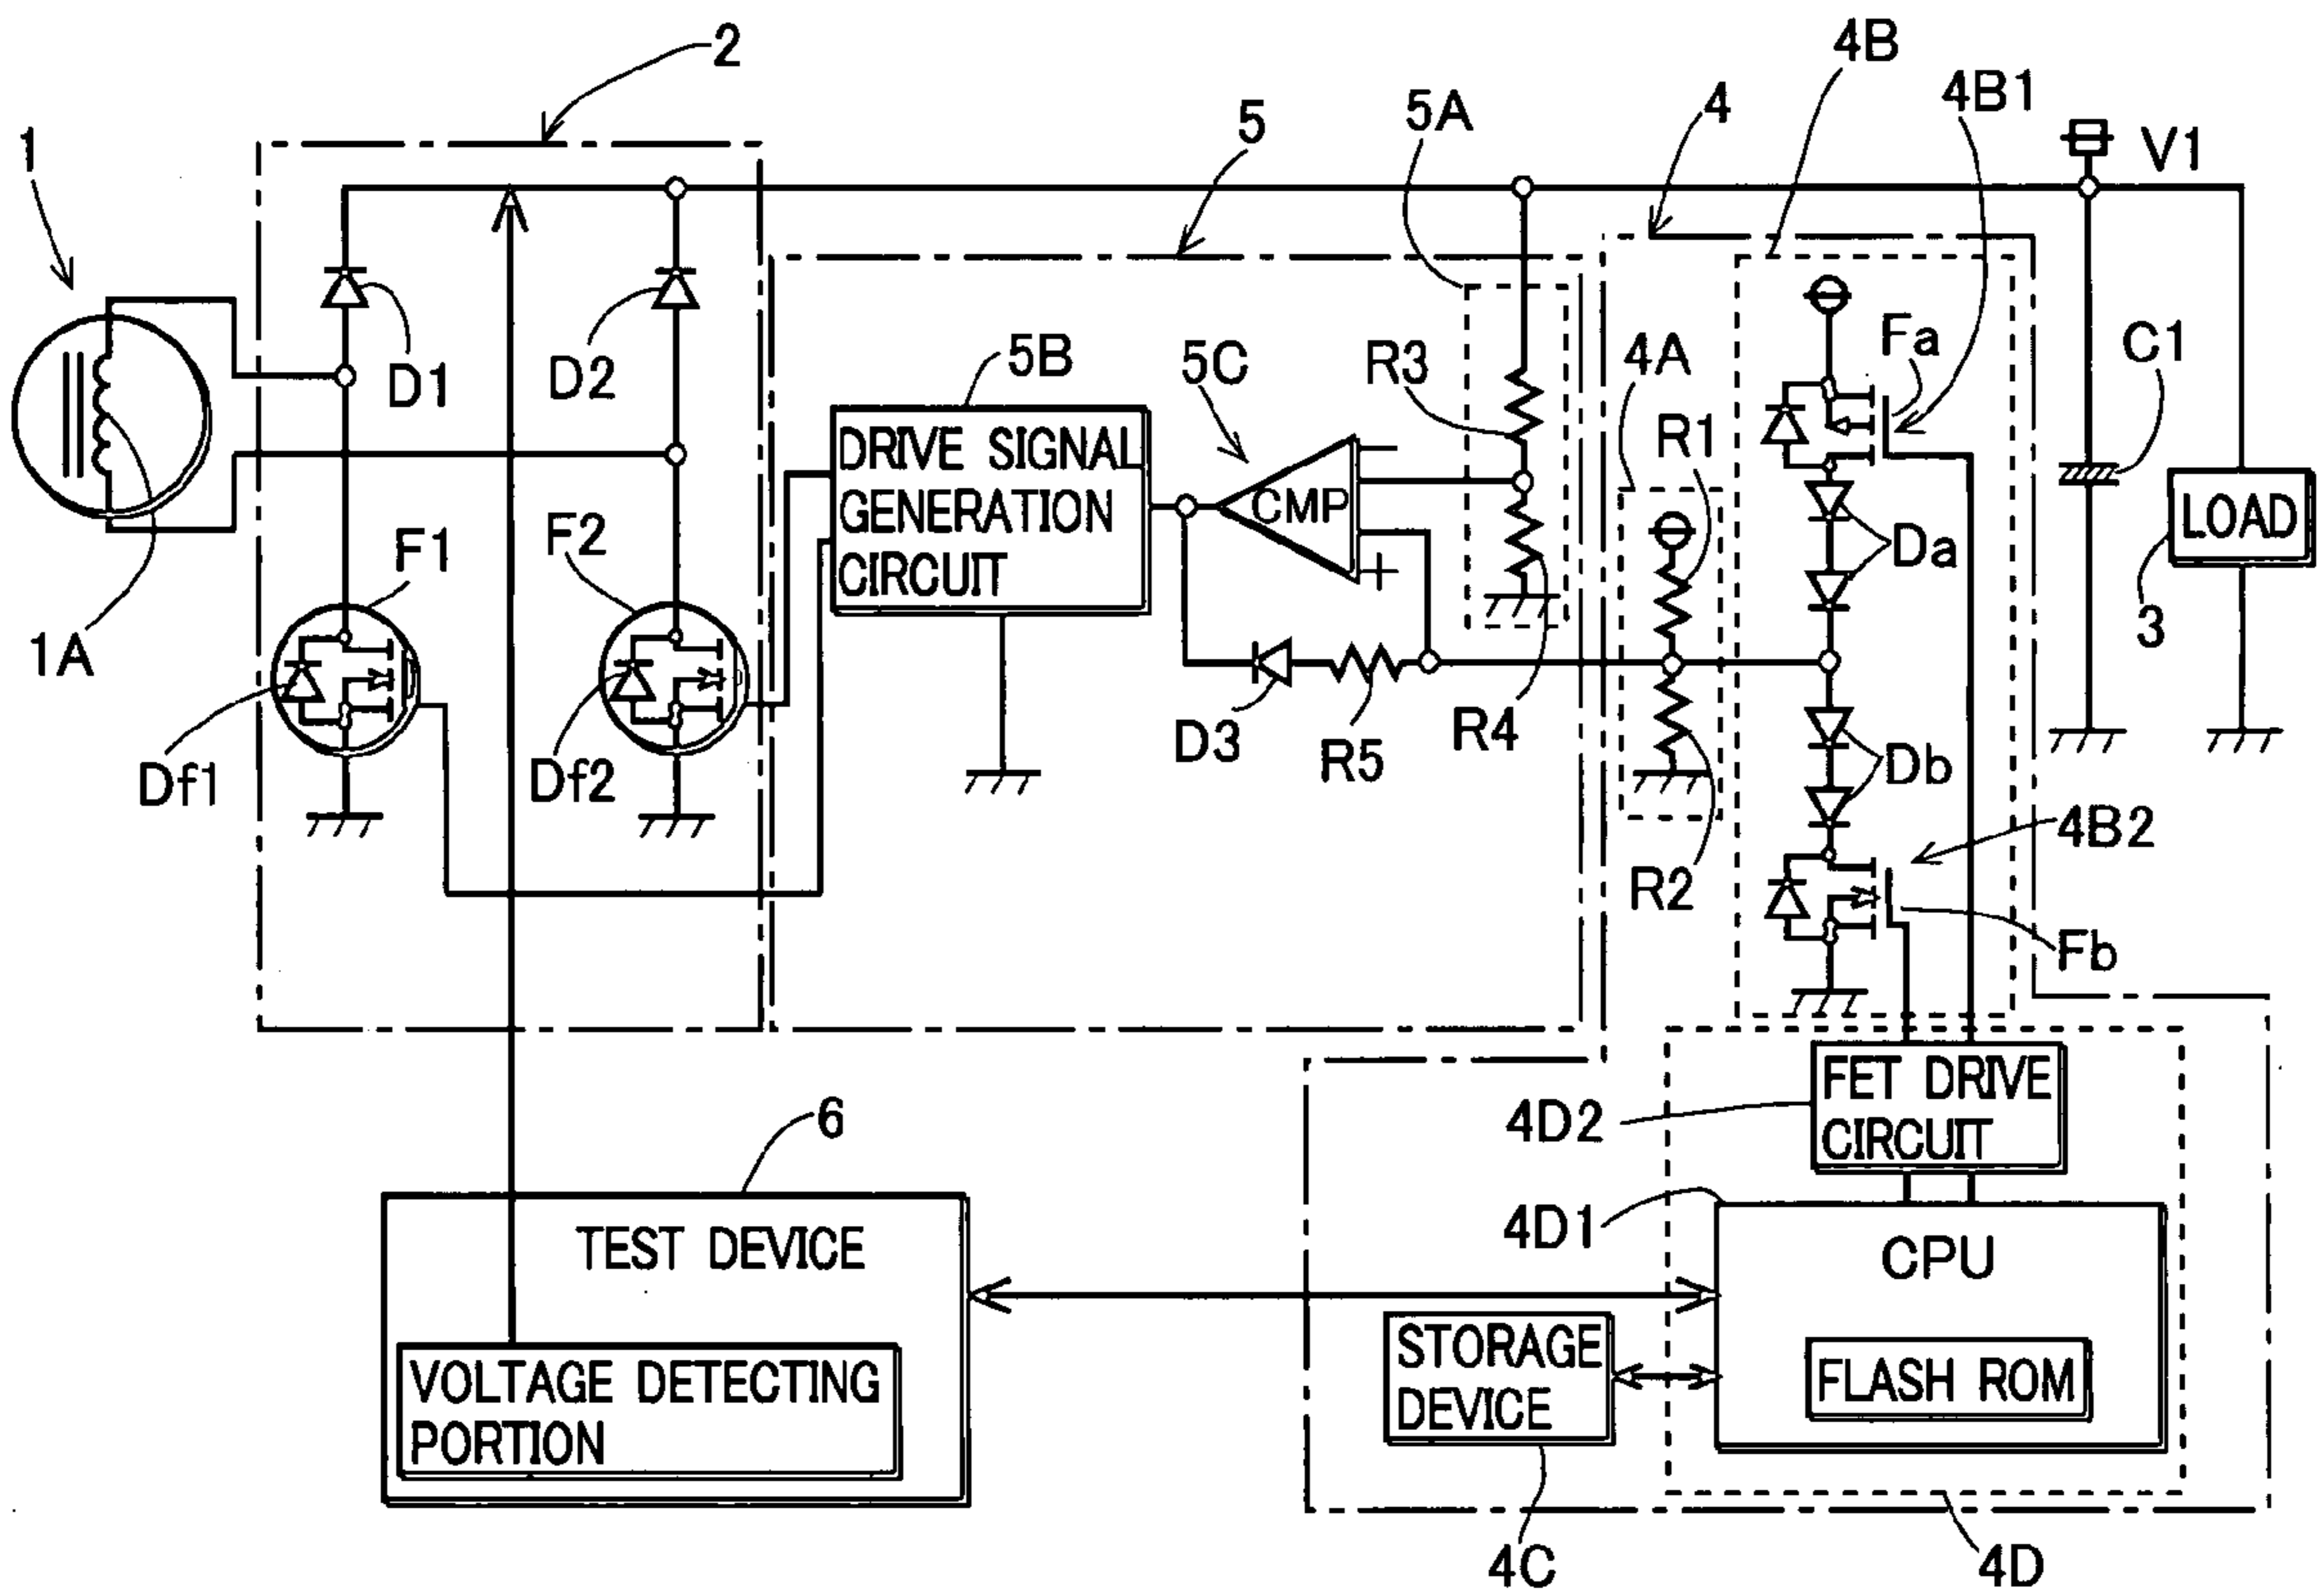 2
4B
4B1
5A
5
4
V1
1
D1
D2
5B
5C
R3
4A
R1
Fa
C1
DRIVE SIGNAL
GENERATION
CIRCUIT
CMP
−
+
LOAD
3
Da
F1
F2
1A
Df1
Df2
D3
R5
R4
R2
Db
4B2
Fb
FET DRIVE
CIRCUIT
4D2
6
TEST DEVICE
4D1
CPU
VOLTAGE DETECTING
PORTION
STORAGE
DEVICE
FLASH ROM
4C
4D